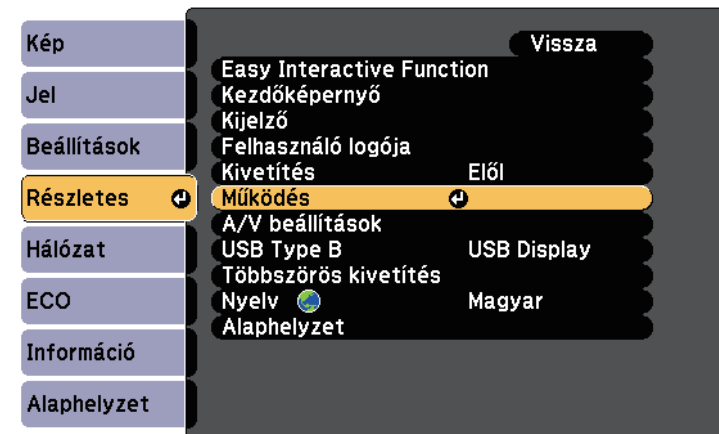 Kép
Jel
Beállítások
Részletes
Hálózat
ECO
Információ
Alaphelyzet
Vissza
Easy Interactive Function
Kezdőképernyő
Kijelző
Felhasználó logója
Kivetítés Elől
Működés
A/V beállítások
USB Type B USB Display
Többszörös kivetítés
Nyelv Magyar
Alaphelyzet